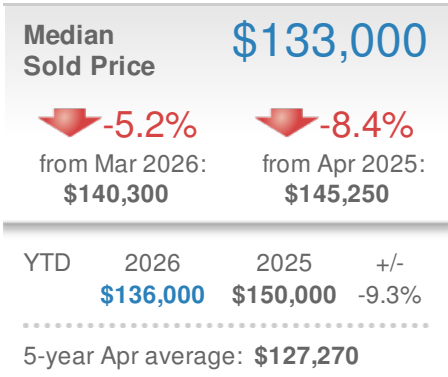 Median
Sold Price
$133,000
-5.2%
from Mar 2026:
$140,300
-8.4%
from Apr 2025:
$145,250
YTD 2026 2025 +/-
$136,000 $150,000 -9.3%
5-year Apr average: $127,270